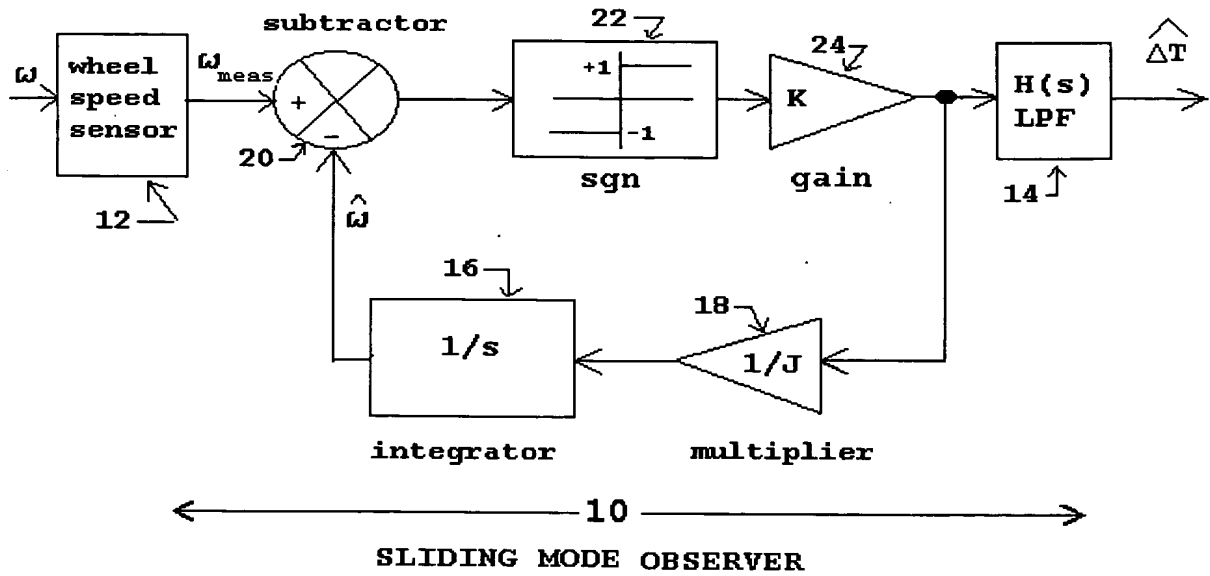 subtractor
22
ω
wheel
speed
sensor
ω meas
+
−
20
+1
-1
sgn
24
K
gain
H(s)
LPF
14
ΔT̂
12
ω̂
16
1/s
integrator
18
1/J
multiplier
10
SLIDING MODE OBSERVER